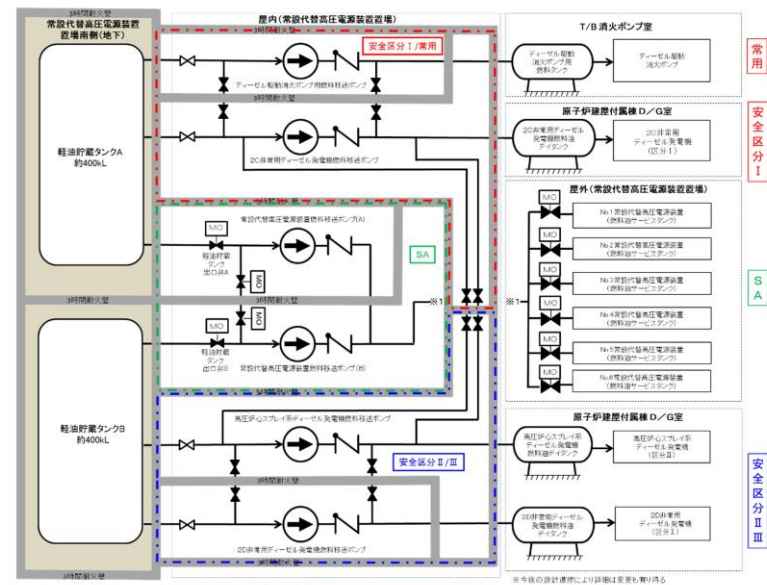 3時間耐火壁
常設代替高圧電源装置
置場南側(地下)
屋内(常設代替高圧電源装置置場)
3時間耐火壁
安全区分Ⅰ/常用
ディーゼル駆動消火ポンプ用燃料移送ポンプ
3時間耐火壁
軽油貯蔵タンクA
約400kL
2C非常用ディーゼル発電機燃料移送ポンプ
3時間耐火壁
常設代替高圧電源装置燃料移送ポンプ(A)
MO
SA
軽油貯蔵
タンク
出口弁A
MO
3時間耐火壁
3時間耐火壁
MO
MO
※1
軽油貯蔵
タンク
出口弁B
常設代替高圧電源装置燃料移送ポンプ(B)
3時間耐火壁
高圧炉心スプレイ系ディーゼル発電機燃料移送ポンプ
軽油貯蔵タンクB
約400kL
安全区分Ⅱ/Ⅲ
3時間耐火壁
2D非常用ディーゼル発電機燃料移送ポンプ
3時間耐火壁
3時間耐火壁
T/B 消火ポンプ室
ディーゼル駆動
消火ポンプ用
燃料タンク
ディーゼル駆動
消火ポンプ
常用
原子炉建屋付属棟D/G室
2C非常用ディーゼル
発電機燃料油
デイタンク
2C非常用
ディーゼル発電機
(区分Ⅰ)
安全区分Ⅰ
屋外(常設代替高圧電源装置置場)
MO
No.1常設代替高圧電源装置
(燃料油サービスタンク)
MO
No.2常設代替高圧電源装置
(燃料油サービスタンク)
MO
No.3常設代替高圧電源装置
(燃料油サービスタンク)
※1
MO
No.4常設代替高圧電源装置
(燃料油サービスタンク)
MO
No.5常設代替高圧電源装置
(燃料油サービスタンク)
MO
No.6常設代替高圧電源装置
(燃料油サービスタンク)
SA
原子炉建屋付属棟D/G室
高圧炉心スプレイ系
ディーゼル発電機
燃料油デイタンク
高圧炉心スプレイ系
ディーゼル発電機
(区分Ⅲ)
2D非常用ディーゼル
発電機燃料油
デイタンク
2D非常用
ディーゼル発電機
(区分Ⅱ)
安全区分ⅡⅢ
※今後の設計進捗により詳細は変更も有り得る